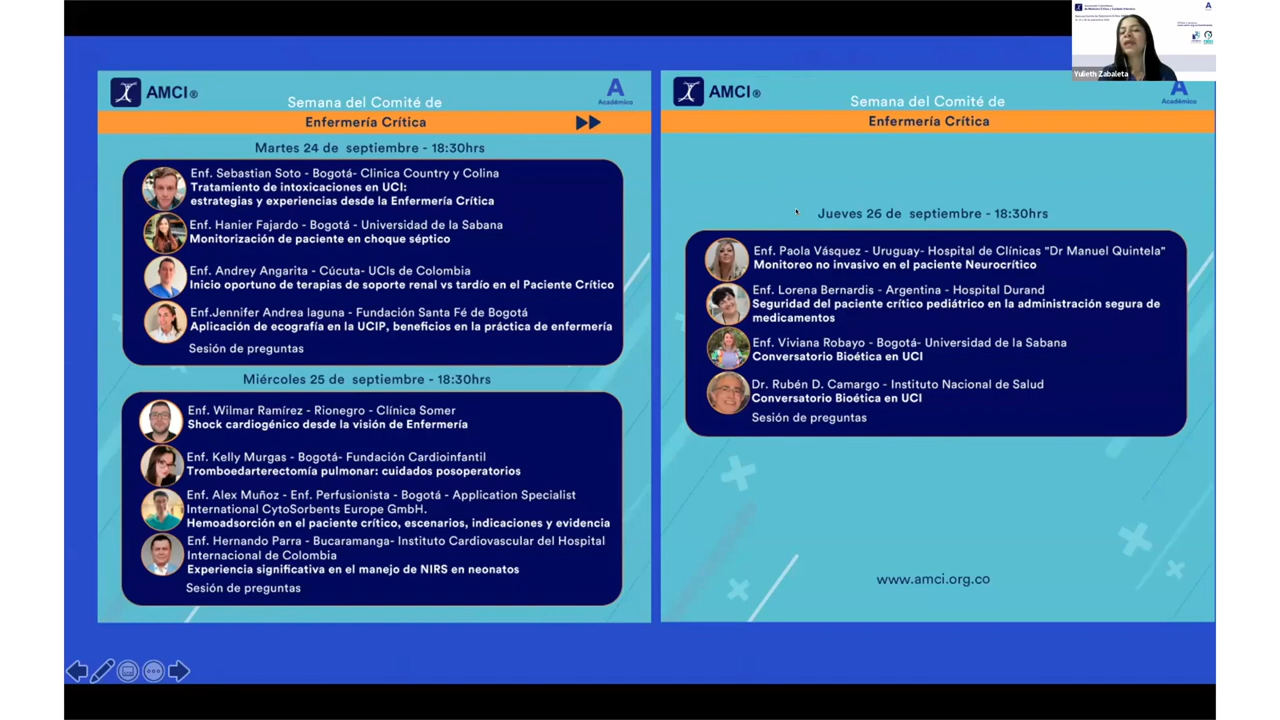 AMCI®
A
Académico
Semana del Comité de
Enfermería Crítica
Martes 24 de septiembre - 18:30hrs
Enf. Sebastian Soto - Bogotá- Clinica Country y Colina
Tratamiento de intoxicaciones en UCI:
estrategias y experiencias desde la Enfermería Crítica
Enf. Hanier Fajardo - Bogotá - Universidad de la Sabana
Monitorización de paciente en choque séptico
Enf. Andrey Angarita - Cúcuta- UCIs de Colombia
Inicio oportuno de terapias de soporte renal vs tardío en el Paciente Crítico
Enf.Jennifer Andrea laguna - Fundación Santa Fé de Bogotá
Aplicación de ecografía en la UCIP, beneficios en la práctica de enfermería
Sesión de preguntas
Miércoles 25 de septiembre - 18:30hrs
Enf. Wilmar Ramírez - Rionegro - Clínica Somer
Shock cardiogénico desde la visión de Enfermería
Enf. Kelly Murgas - Bogotá- Fundación Cardioinfantil
Tromboedarterectomía pulmonar: cuidados posoperatorios
Enf. Alex Muñoz - Enf. Perfusionista - Bogotá - Application Specialist
International CytoSorbents Europe GmBH.
Hemoadsorción en el paciente crítico, escenarios, indicaciones y evidencia
Enf. Hernando Parra - Bucaramanga- Instituto Cardiovascular del Hospital
Internacional de Colombia
Experiencia significativa en el manejo de NIRS en neonatos
Sesión de preguntas
AMCI®
A
Académico
Semana del Comité de
Enfermería Crítica
Jueves 26 de septiembre - 18:30hrs
Enf. Paola Vásquez - Uruguay- Hospital de Clínicas "Dr Manuel Quintela"
Monitoreo no invasivo en el paciente Neurocrítico
Enf. Lorena Bernardis - Argentina - Hospital Durand
Seguridad del paciente crítico pediátrico en la administración segura de
medicamentos
Enf. Viviana Robayo - Bogotá- Universidad de la Sabana
Conversatorio Bioética en UCI
Dr. Rubén D. Camargo - Instituto Nacional de Salud
Conversatorio Bioética en UCI
Sesión de preguntas
www.amci.org.co
Yulieth Zabaleta